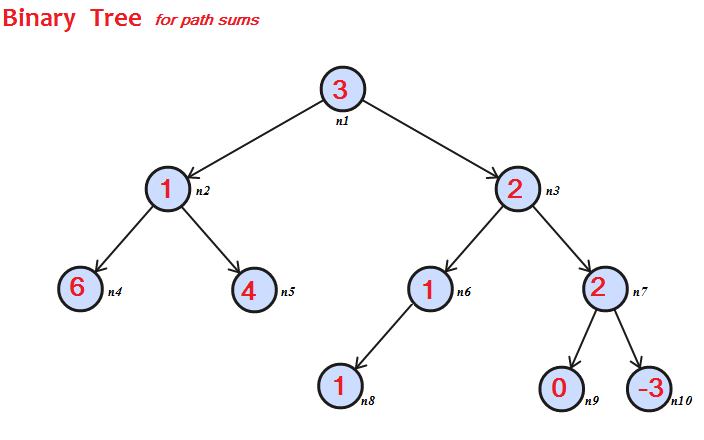 Binary Tree for path sums
3
n1
1 n2 2 n3
6 n4 4 n5 1 n6 2 n7
1 n8 0 n9 -3 n10